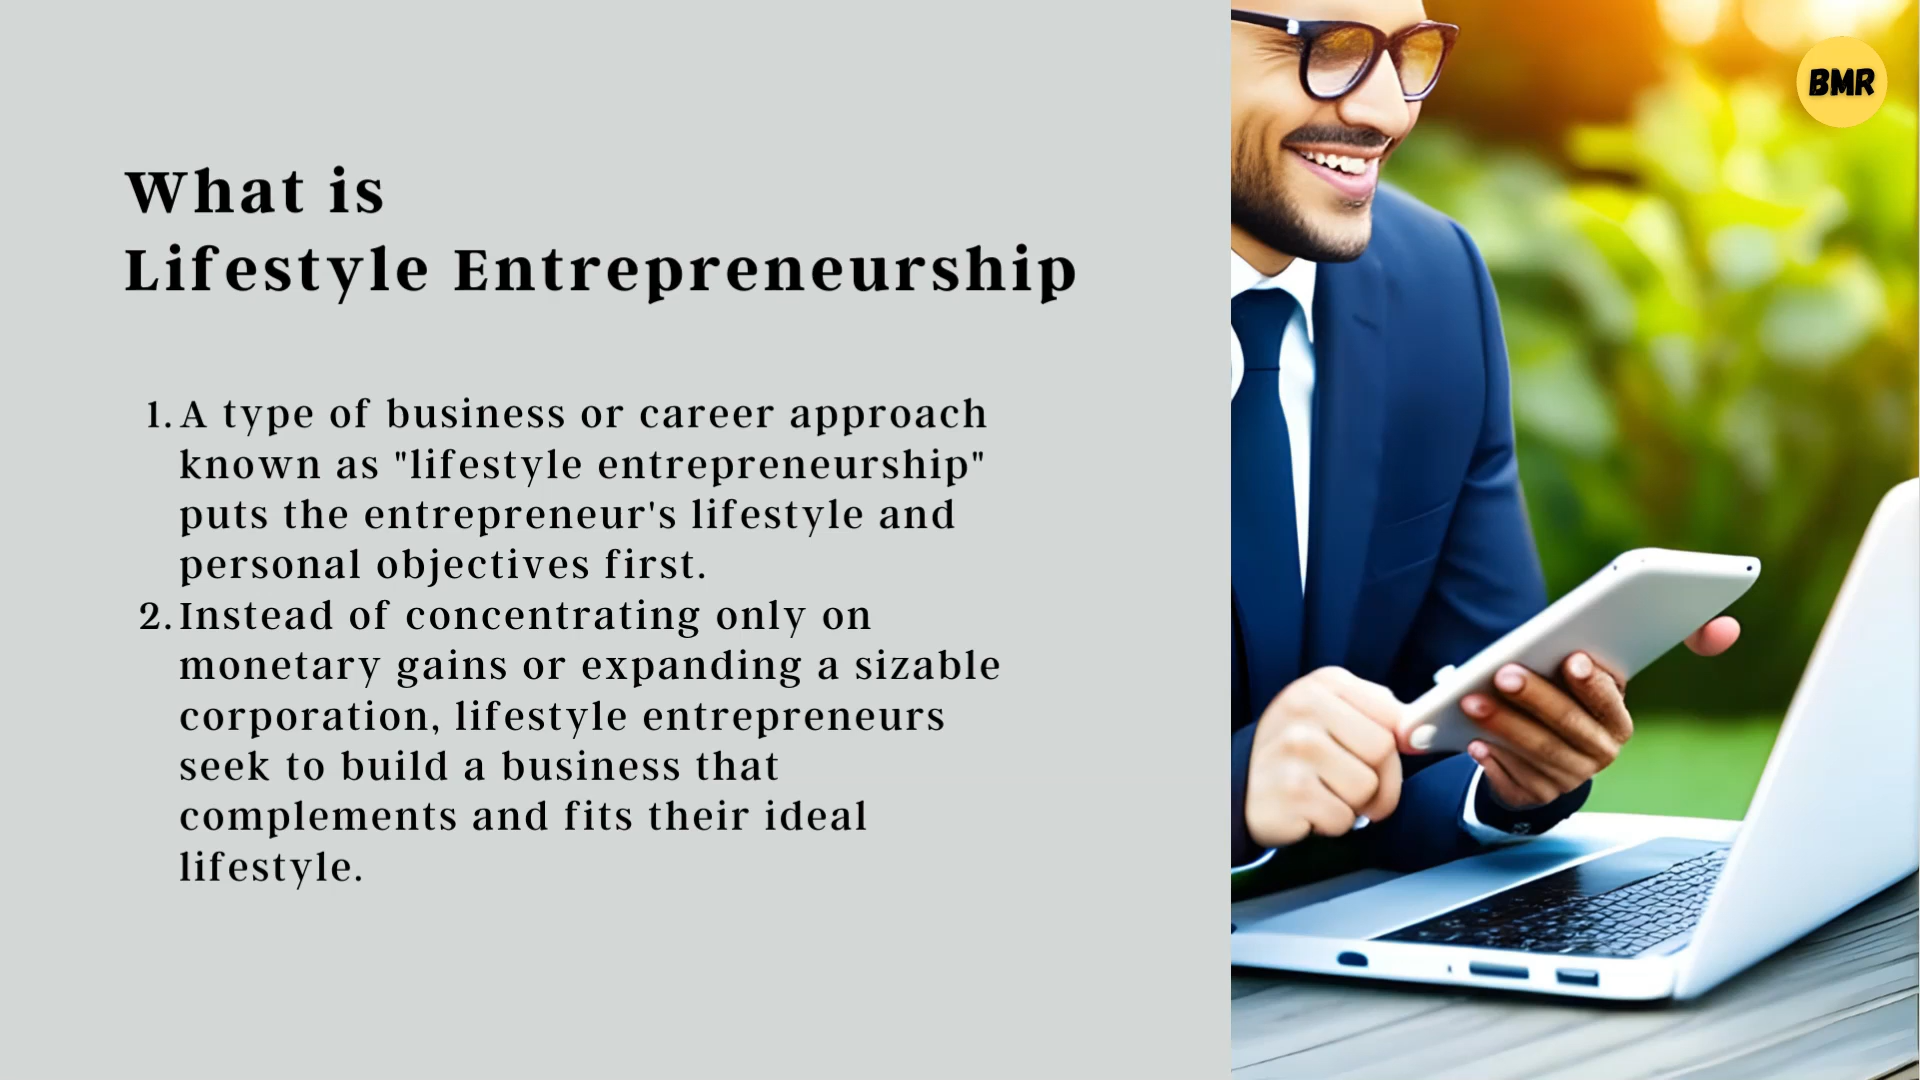 What is
Lifestyle Entrepreneurship
1. A type of business or career approach
known as "lifestyle entrepreneurship"
puts the entrepreneur's lifestyle and
personal objectives first.
2. Instead of concentrating only on
monetary gains or expanding a sizable
corporation, lifestyle entrepreneurs
seek to build a business that
complements and fits their ideal
lifestyle.
BMR